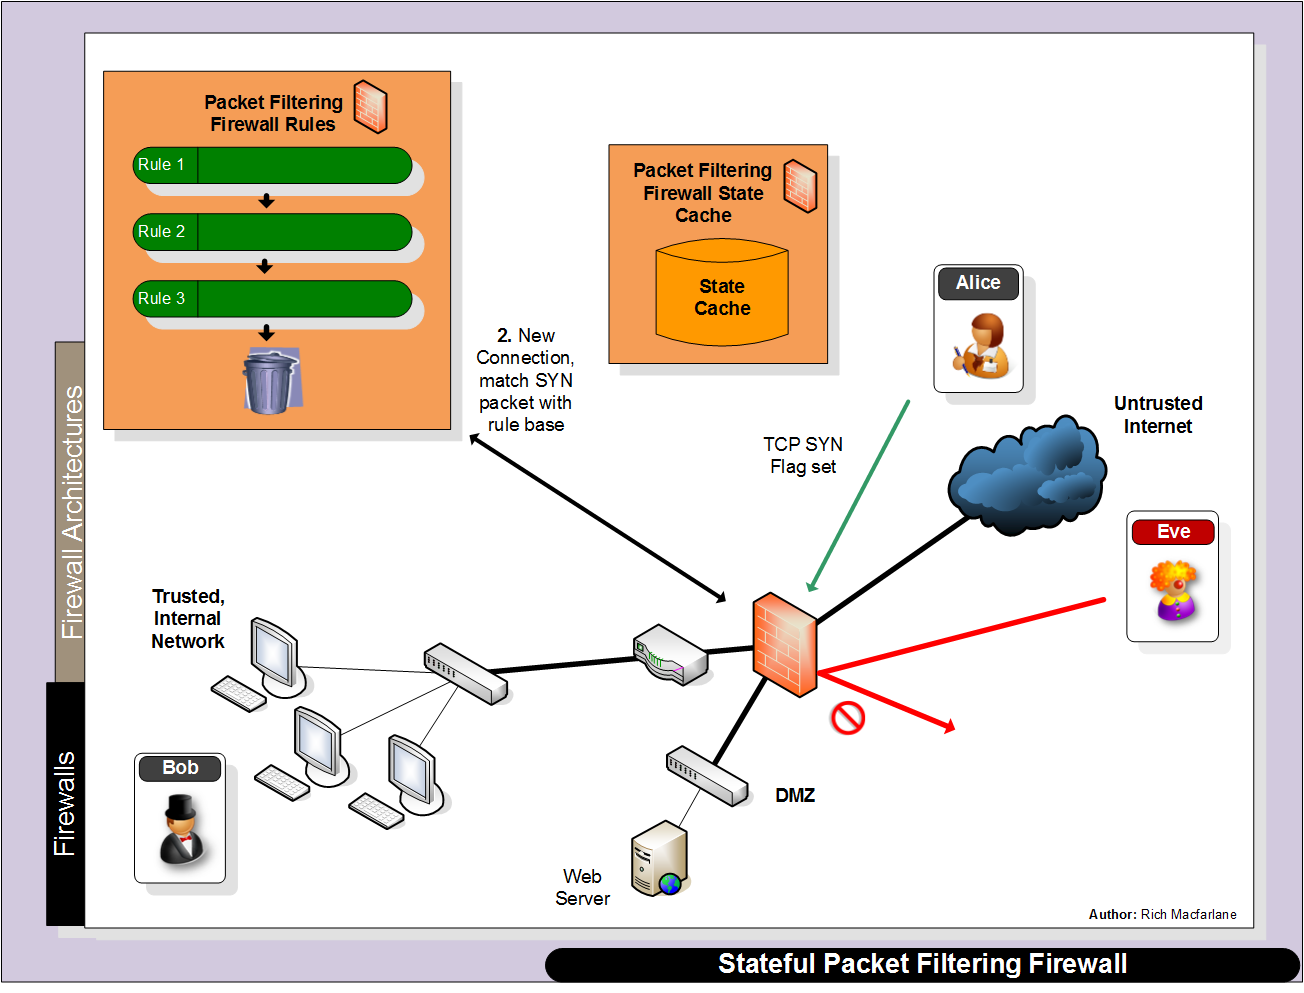 Packet Filtering
Firewall Rules
Rule 1
Rule 2
Rule 3
Packet Filtering
Firewall State
Cache
State
Cache
2. New
Connection,
match SYN
packet with
rule base
Alice
TCP SYN
Flag set
Untrusted
Internet
Eve
Trusted,
Internal
Network
Bob
DMZ
Web
Server
Firewall Architectures
Firewalls
Author: Rich Macfarlane
Stateful Packet Filtering Firewall